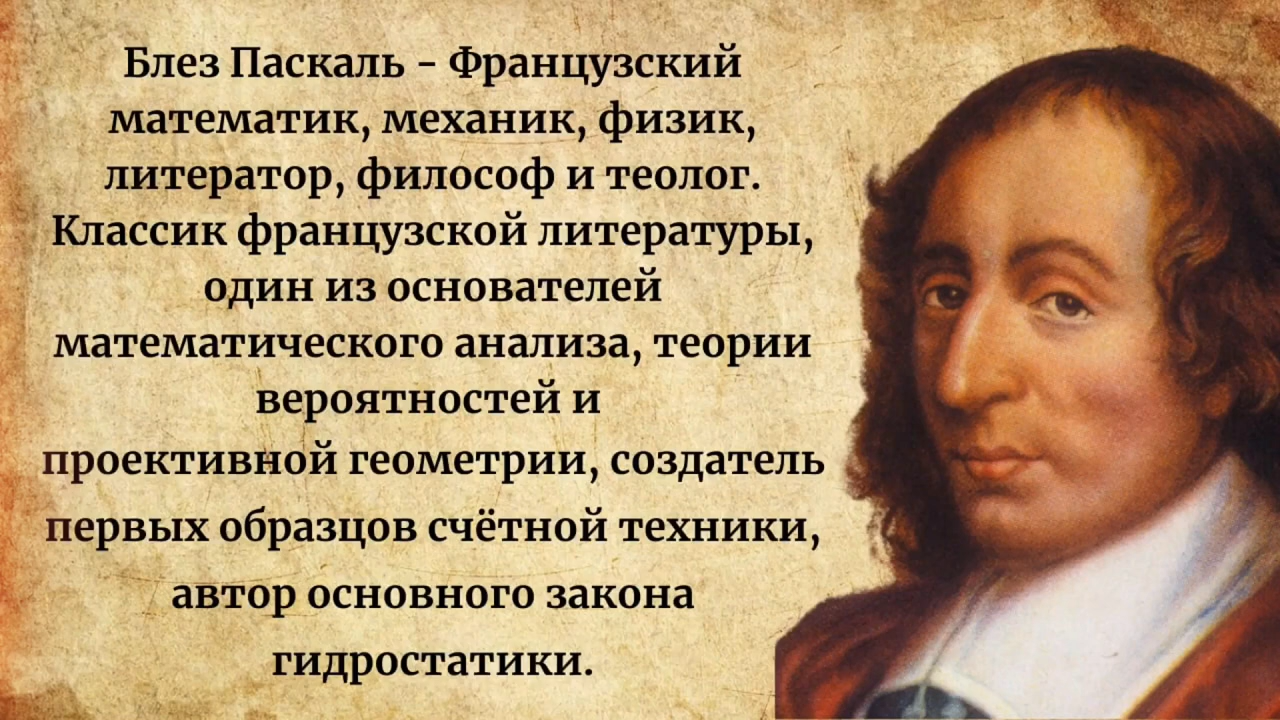 Блез Паскаль - Французский
математик, механик, физик,
литератор, философ и теолог.
Классик французской литературы,
один из основателей
математического анализа, теории
вероятностей и
проективной геометрии, создатель
первых образцов счётной техники,
автор основного закона
гидростатики.